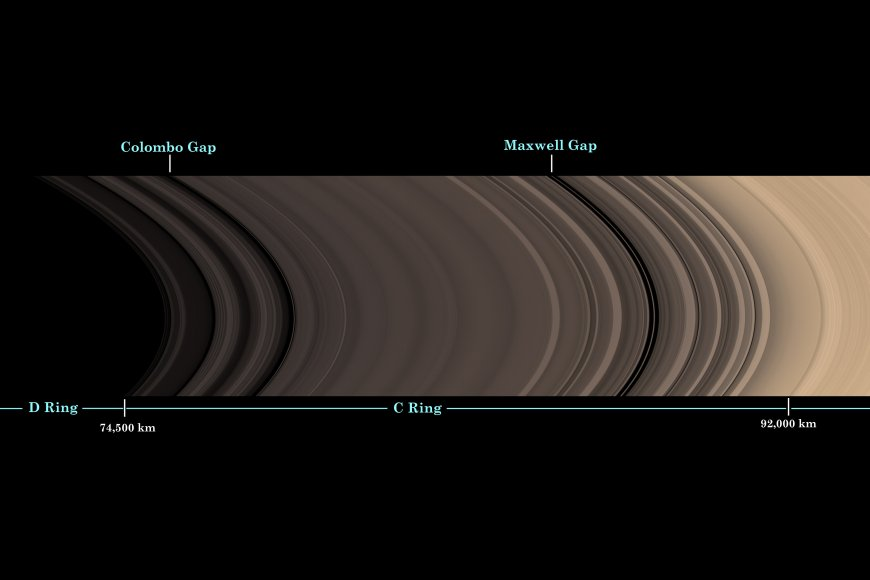 Colombo Gap
Maxwell Gap
D Ring
C Ring
74,500 km
92,000 km